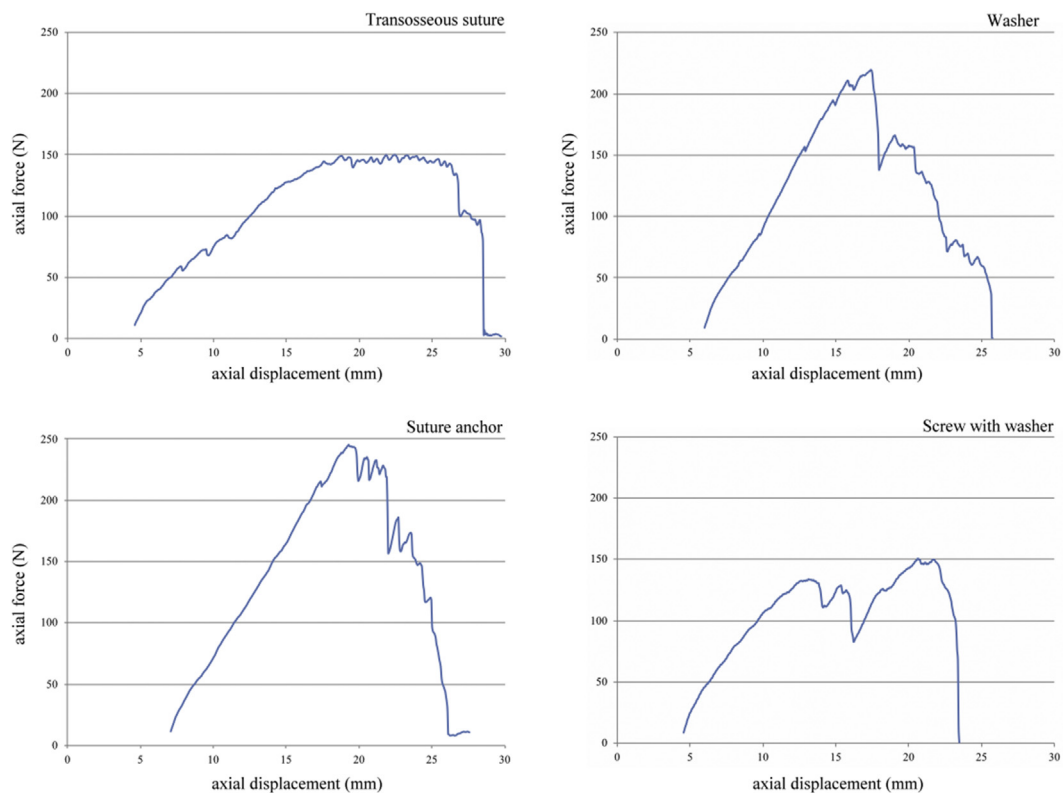 Transosseous suture
250
200
150
100
50
0
axial force (N)
0 5 10 15 20 25 30
axial displacement (mm)
Washer
250
200
150
100
50
0
axial force (N)
0 5 10 15 20 25 30
axial displacement (mm)
Suture anchor
250
200
150
100
50
0
axial force (N)
0 5 10 15 20 25 30
axial displacement (mm)
Screw with washer
250
200
150
100
50
0
axial force (N)
0 5 10 15 20 25 30
axial displacement (mm)